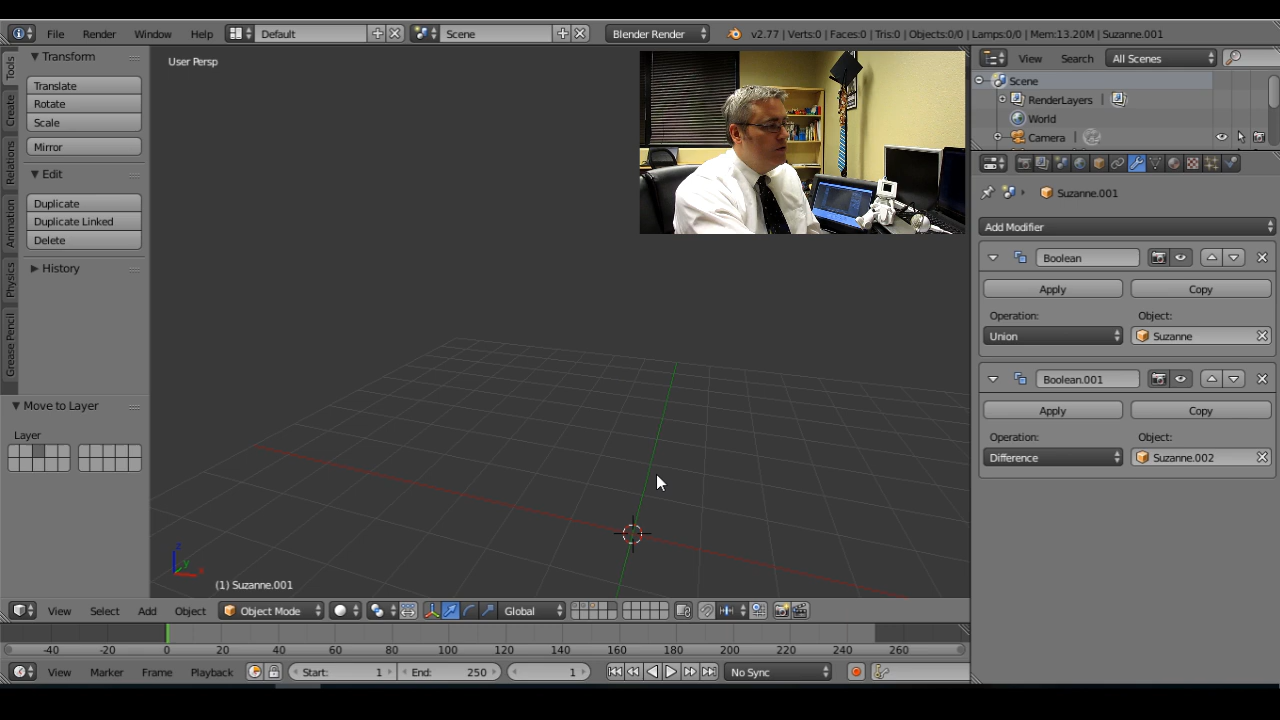 File Render Window Help Default Scene Blender Render v2.77 | Verts:0 | Faces:0 | Tris:0 | Objects:0/0 | Lamps:0/0 | Mem:13.20M | Suzanne.001
Tools
Create
Relations
Animation
Physics
Grease Pencil
Transform
Translate
Rotate
Scale
Mirror
Edit
Duplicate
Duplicate Linked
Delete
History
Move to Layer
Layer
User Persp
(1) Suzanne.001
View Search All Scenes
Scene
RenderLayers
World
Camera
Suzanne.001
Add Modifier
Boolean
Apply Copy
Operation: Object:
Union Suzanne
Boolean.001
Apply Copy
Operation: Object:
Difference Suzanne.002
z
y
x
View Select Add Object Object Mode Global
-40 -20 0 20 40 60 80 100 120 140 160 180 200 220 240 260
View Marker Frame Playback Start: 1 End: 250 1 No Sync